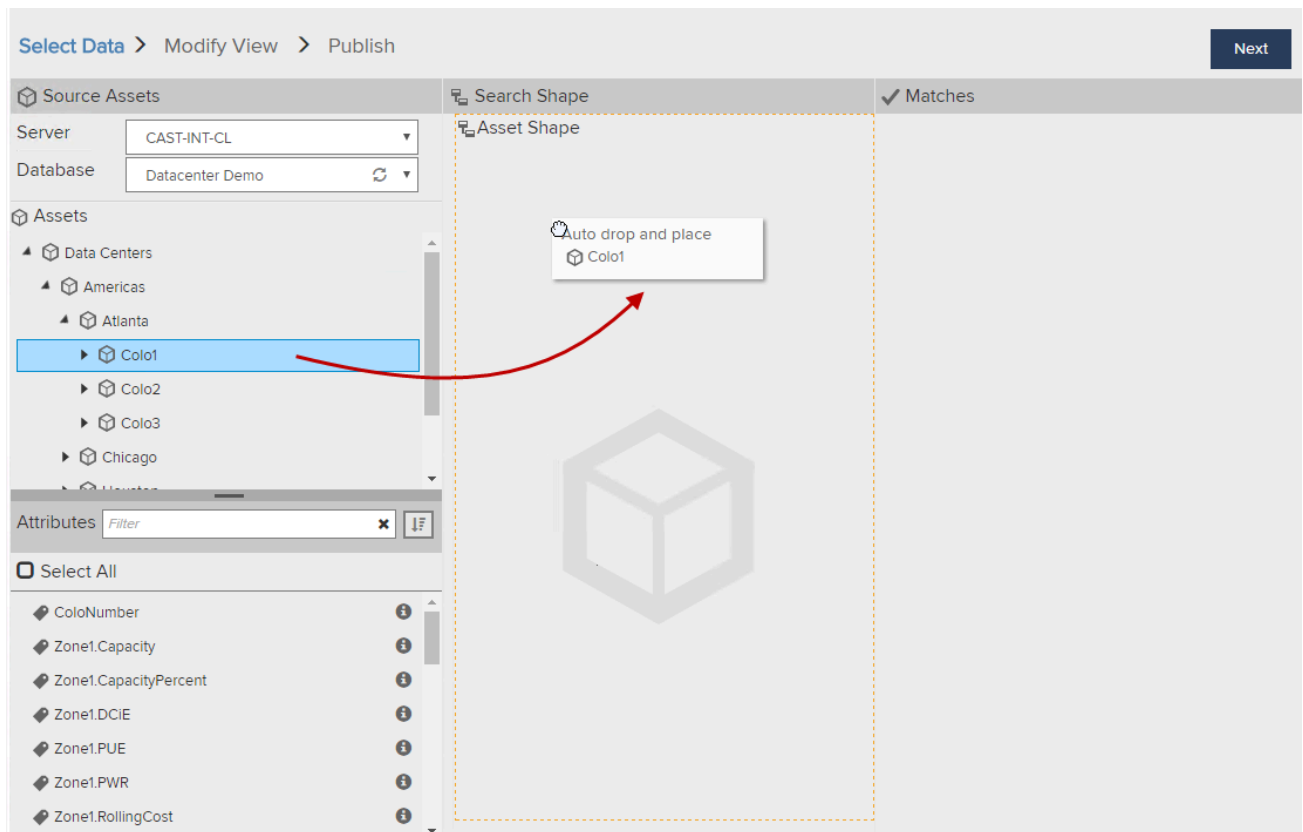 Select Data > Modify View > Publish
Next
Source Assets
Search Shape
Matches
Server
CAST-INT-CL
Database
Datacenter Demo
Asset Shape
Assets
Data Centers
Americas
Atlanta
Colo1
Colo2
Colo3
Chicago
Auto drop and place
Colo1
Attributes
Filter
Select All
ColoNumber
Zone1.Capacity
Zone1.CapacityPercent
Zone1.DCiE
Zone1.PUE
Zone1.PWR
Zone1.RollingCost